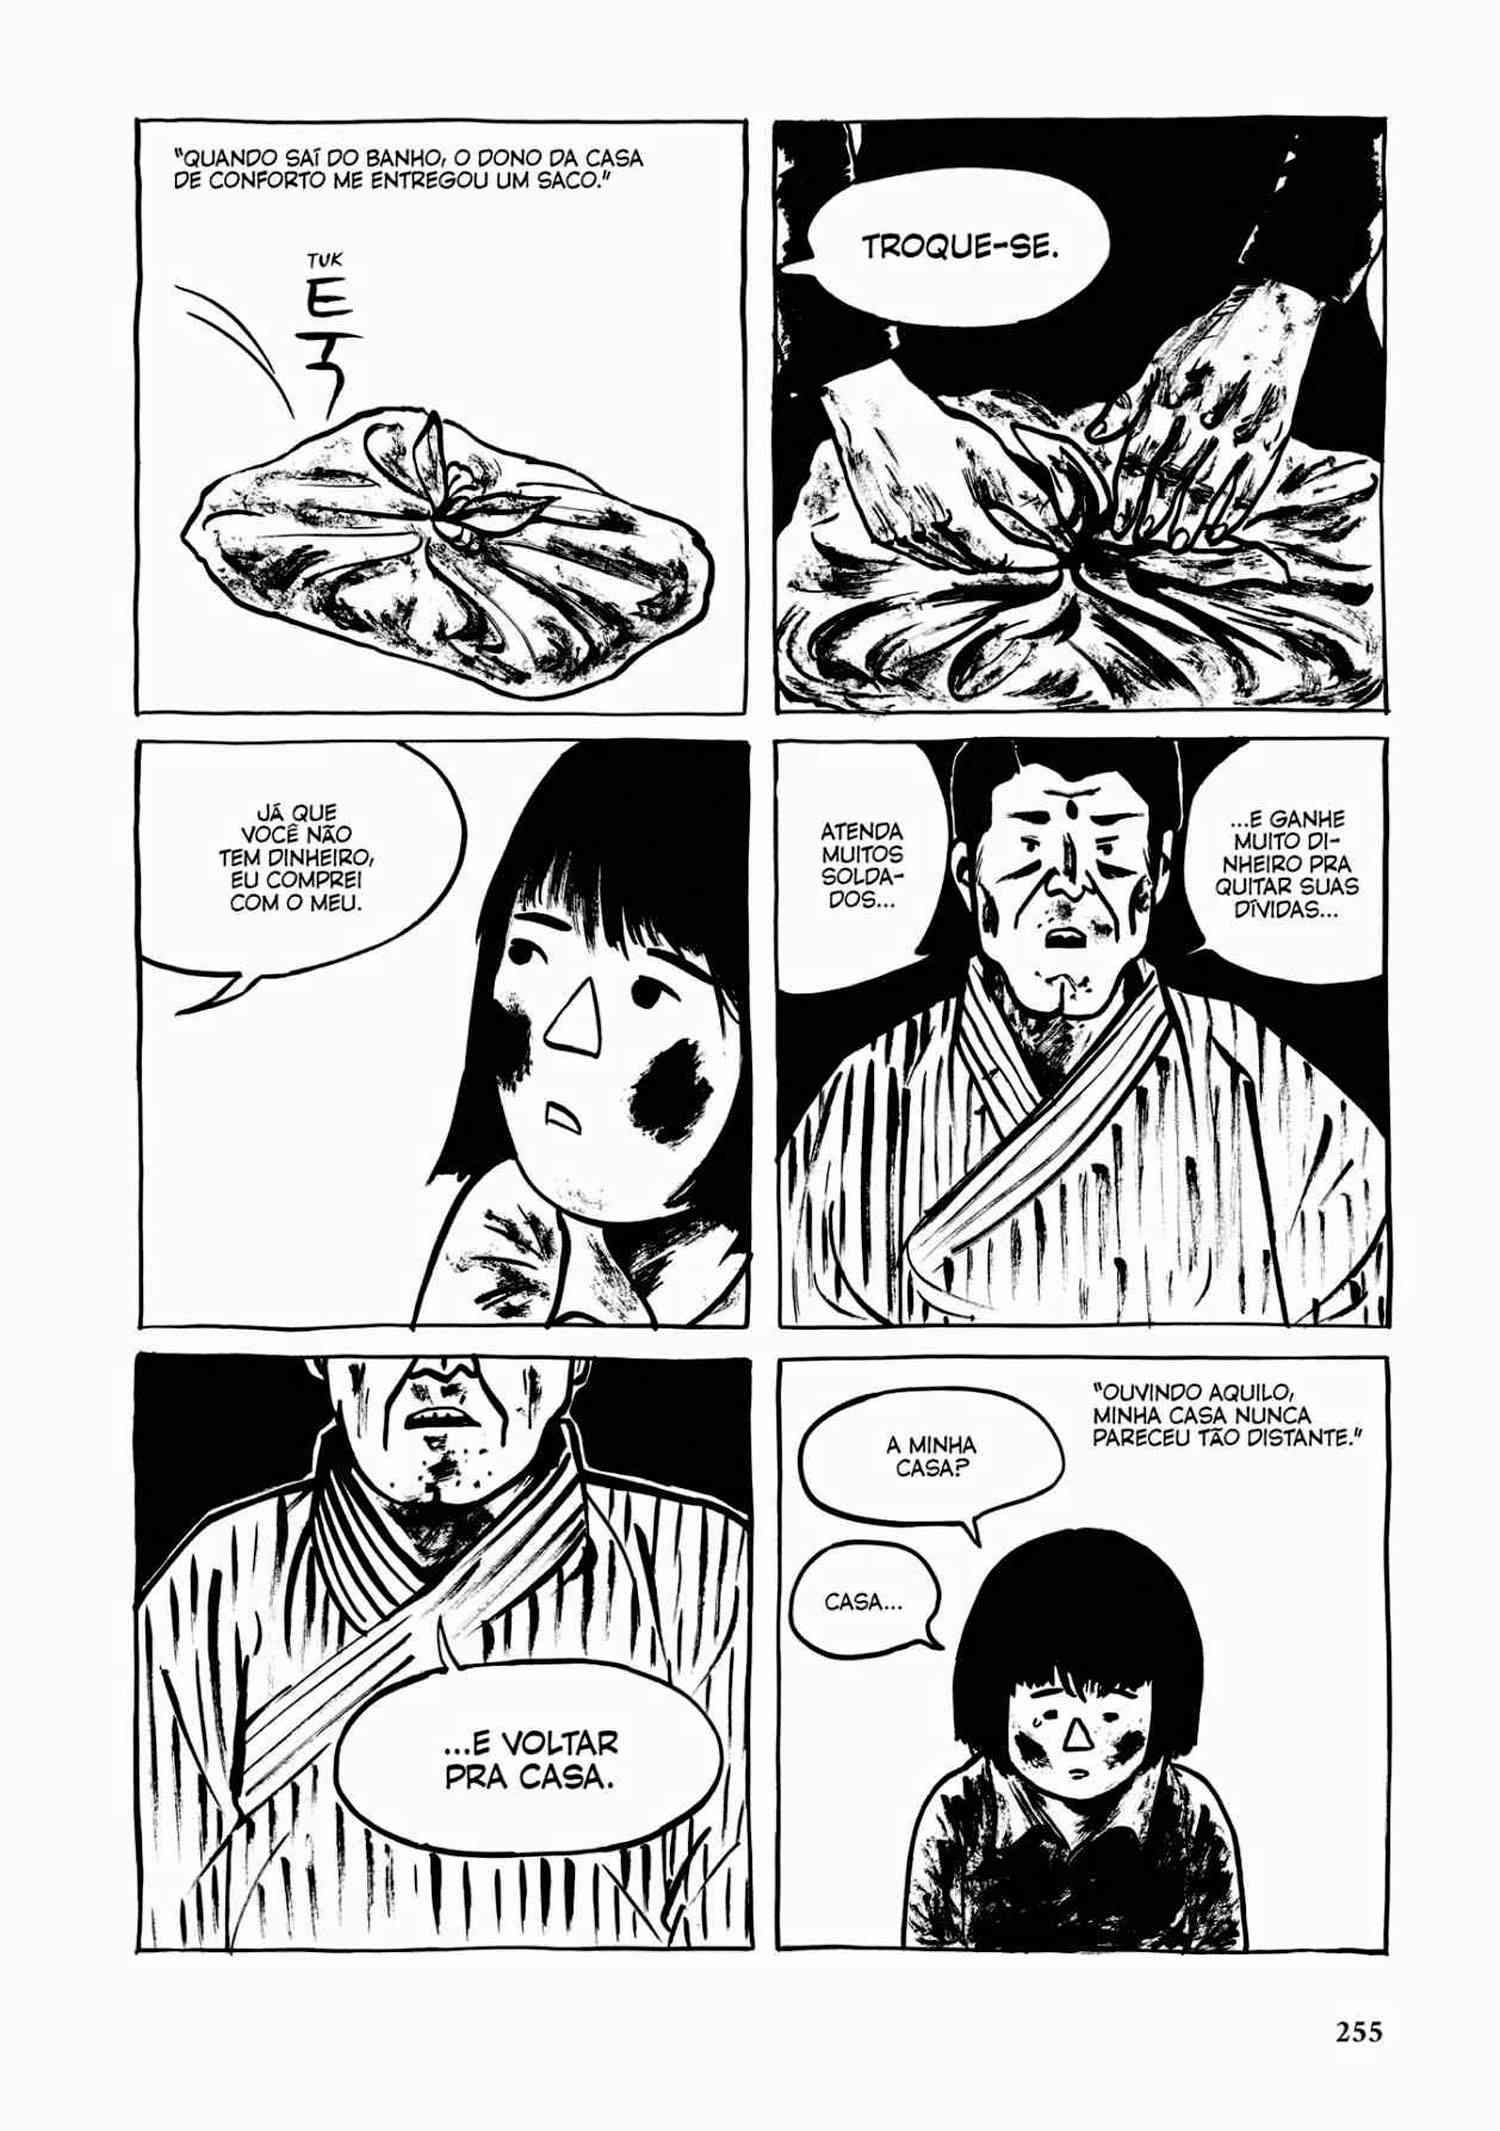 "QUANDO SAÍ DO BANHO, O DONO DA CASA
DE CONFORTO ME ENTREGOU UM SACO."
TUK
툭
TROQUE-SE.
JÁ QUE
VOCÊ NÃO
TEM DINHEIRO,
EU COMPREI
COM O MEU.
ATENDA
MUITOS
SOLDA-
DOS...
...E GANHE
MUITO DI-
NHEIRO PRA
QUITAR SUAS
DÍVIDAS...
...E VOLTAR
PRA CASA.
"OUVINDO AQUILO,
MINHA CASA NUNCA
PARECEU TÃO DISTANTE."
A MINHA
CASA?
CASA...
255